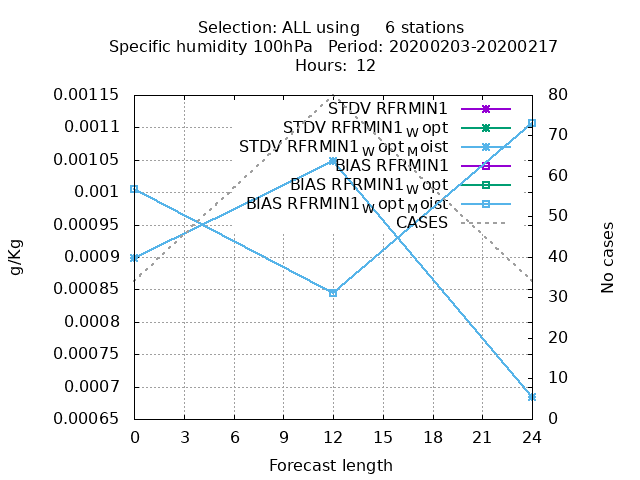 Selection: ALL using     6 stations
Specific humidity 100hPa   Period: 20200203-20200217
Hours: 12
0.00115
0.0011
0.00105
0.001
0.00095
0.0009
0.00085
0.0008
0.00075
0.0007
0.00065
g/Kg
STDV RFRMIN1
STDV RFRMIN1_W opt
STDV RFRMIN1_W opt_M oist
BIAS RFRMIN1
BIAS RFRMIN1_W opt
BIAS RFRMIN1_W opt_M oist
CASES
80
70
60
50
40
30
20
10
0
No cases
0 3 6 9 12 15 18 21 24
Forecast length